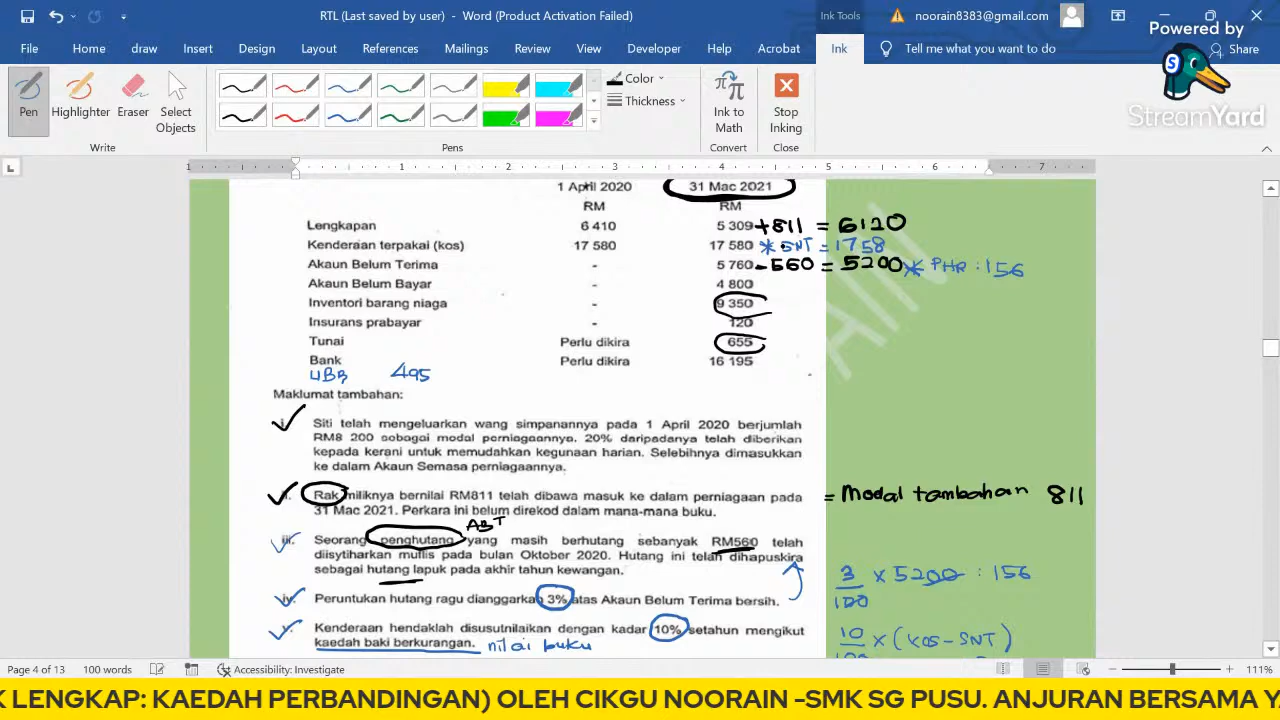 RTL (Last saved by user) - Word (Product Activation Failed)
Ink Tools
noorain8383@gmail.com
Powered by
File Home draw Insert Design Layout References Mailings Review View Developer Help Acrobat Ink Tell me what you want to do Share
StreamYard
Pen Highlighter Eraser Select Objects
Color
Thickness
Ink to Math
Stop Inking
Write Pens Convert Close
1 1 2 3 4 5 6 7
1 April 2020 31 Mac 2021
RM RM
Lengkapan 6 410 5 309 +811 = 6120
Kenderaan terpakai (kos) 17 580 17 580 * SNT = 1758
Akaun Belum Terima - 5 760 -560 = 5200 * PHR : 156
Akaun Belum Bayar - 4 800
Inventori barang niaga - 9 350
Insurans prabayar - 120
Tunai Perlu dikira 655
Bank Perlu dikira 16 195
UBB 495
Maklumat tambahan:
i. Siti telah mengeluarkan wang simpanannya pada 1 April 2020 berjumlah
RM8 200 sebagai modal perniagaannya. 20% daripadanya telah diberikan
kepada kerani untuk memudahkan kegunaan harian. Selebihnya dimasukkan
ke dalam Akaun Semasa perniagaannya.
ii. Rak miliknya bernilai RM811 telah dibawa masuk ke dalam perniagaan pada = Modal tambahan 811
31 Mac 2021. Perkara ini belum direkod dalam mana-mana buku.
ABT
iii. Seorang penghutang yang masih berhutang sebanyak RM560 telah
diisytiharkan muflis pada bulan Oktober 2020. Hutang ini telah dihapuskira
sebagai hutang lapuk pada akhir tahun kewangan.
3/100 x 5200 : 156
iv. Peruntukan hutang ragu dianggarkan 3% atas Akaun Belum Terima bersih.
v. Kenderaan hendaklah disusutnilaikan dengan kadar 10% setahun mengikut
10/100 x (KOS - SNT)
kaedah baki berkurangan. nilai buku
Page 4 of 13 100 words Accessibility: Investigate 111%
K LENGKAP: KAEDAH PERBANDINGAN) OLEH CIKGU NOORAIN -SMK SG PUSU. ANJURAN BERSAMA YA